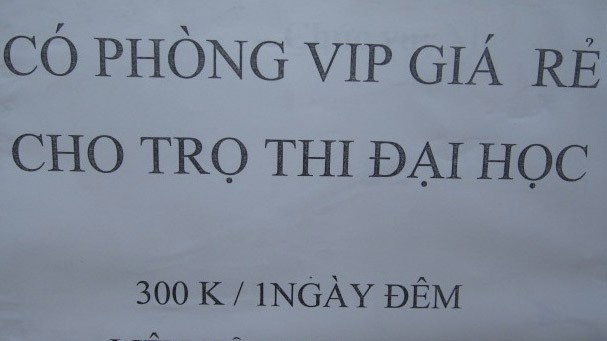 CÓ PHÒNG VIP GIÁ RẺ
CHO TRỌ THI ĐẠI HỌC
300 K / 1NGÀY ĐÊM